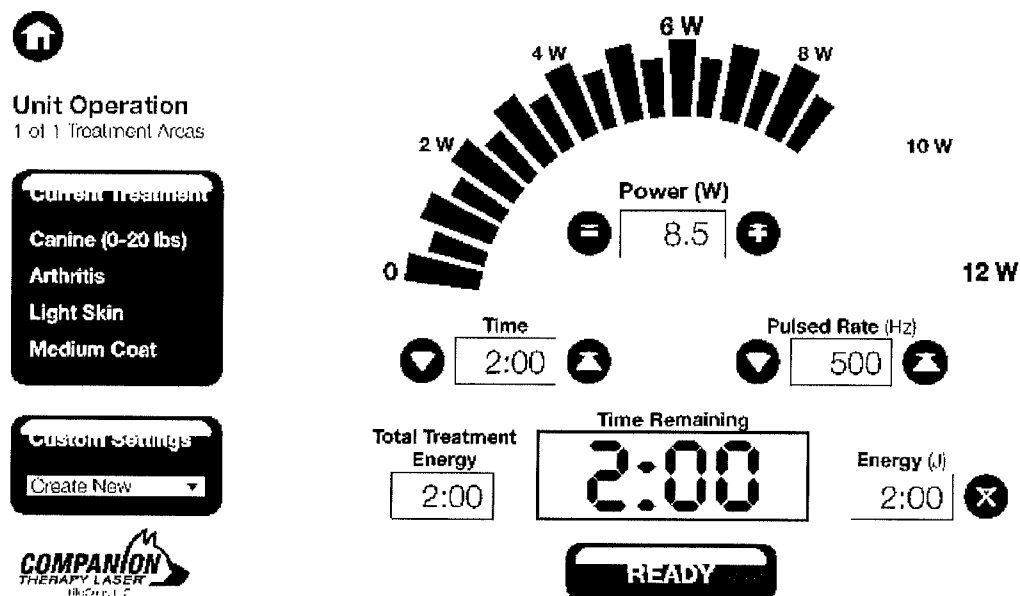 Unit Operation
1 of 1 Treatment Areas
Current Treatment
Canine (0-20 lbs)
Arthritis
Light Skin
Medium Coat
Custom Settings
Create New
COMPANION
THERAPY LASER
0
2 W
4 W
6 W
8 W
10 W
12 W
Power (W)
8.5
Time
2:00
Pulsed Rate (Hz)
500
Total Treatment
Energy
2:00
Time Remaining
2:00
Energy (J)
2:00
READY